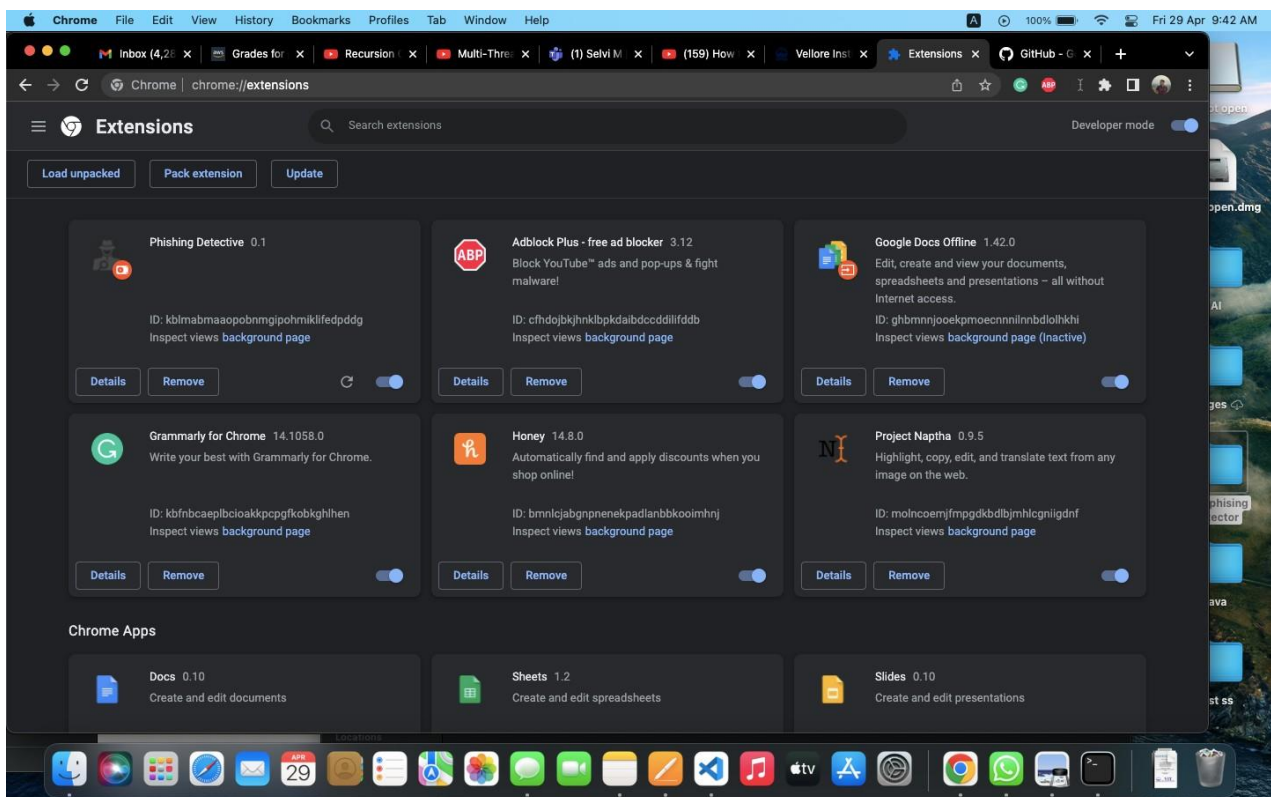 Chrome File Edit View History Bookmarks Profiles Tab Window Help A 100% Fri 29 Apr 9:42 AM
Inbox (4,28 Grades for Recursion Multi-Threa (1) Selvi M (159) How Vellore Inst Extensions GitHub - G
Chrome | chrome://extensions ABP
Extensions Search extensions Developer mode
Load unpacked Pack extension Update
Phishing Detective 0.1
ID: kblmabmaaopobnmgipohmiklifedpddg
Inspect views background page
Details Remove
ABP
Adblock Plus - free ad blocker 3.12
Block YouTube™ ads and pop-ups & fight
malware!
ID: cfhdojbkjhnklbpkdaibdccddilifddb
Inspect views background page
Details Remove
Google Docs Offline 1.42.0
Edit, create and view your documents,
spreadsheets and presentations – all without
Internet access.
ID: ghbmnnjooekpmoecnnnilnnbdlolhkhi
Inspect views background page (Inactive)
Details Remove
Grammarly for Chrome 14.1058.0
Write your best with Grammarly for Chrome.
ID: kbfnbcaeplbcioakkpcpgfkobkghlhen
Inspect views background page
Details Remove
Honey 14.8.0
Automatically find and apply discounts when you
shop online!
ID: bmnlcjabgnpnenekpadlanbbkooimhnj
Inspect views background page
Details Remove
Project Naptha 0.9.5
Highlight, copy, edit, and translate text from any
image on the web.
ID: molncoemjfmpgdkbdlbjmhlcgniigdnf
Inspect views background page
Details Remove
Chrome Apps
Docs 0.10
Create and edit documents
Sheets 1.2
Create and edit spreadsheets
Slides 0.10
Create and edit presentations
Locations
ot open
open.dmg
AI
ges
phising
ector
ava
st ss
APR
29
tv